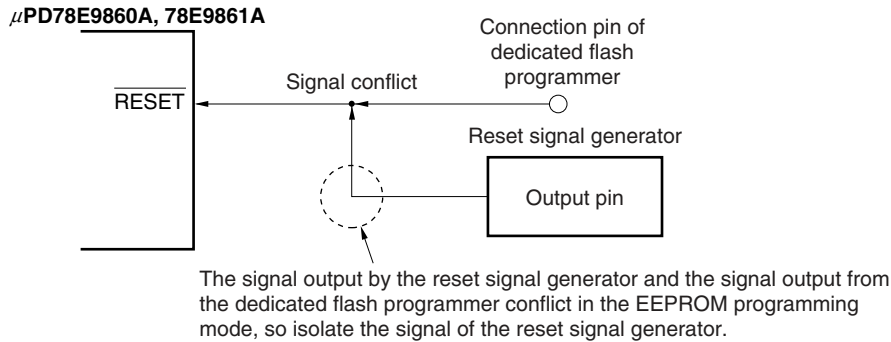 μPD78E9860A, 78E9861A
Connection pin of
dedicated flash
programmer
Signal conflict
RESET
Reset signal generator
Output pin
The signal output by the reset signal generator and the signal output from
the dedicated flash programmer conflict in the EEPROM programming
mode, so isolate the signal of the reset signal generator.